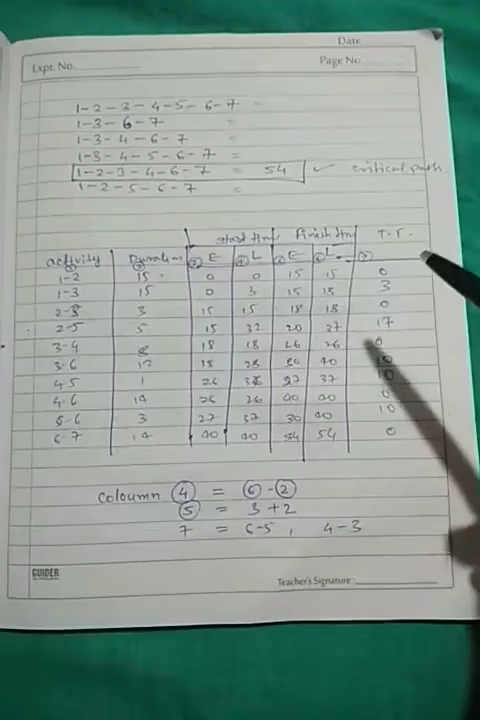 Date
Expt. No.
Page No.
1-2-3-4-5-6-7 =
1-3-6-7 =
1-3-4-6-7 =
1-3-4-5-6-7 =
1-2-3-4-6-7 = 54 ✓ critical path
1-2-5-6-7 =
Start time Finish time T.F.
activity Duration ③ E ④ L ⑤ E ⑥ L ⑦
① ②
1-2 15 0 0 15 15 0
1-3 15 0 3 15 18 3
2-3 3 15 15 18 18 0
2-5 5 15 32 20 37 17
3-4 8 18 18 26 26 0
3-6 12 18 28 30 40 10
4-5 1 26 36 27 37 10
4-6 14 26 26 40 40 0
5-6 3 27 37 30 40 10
6-7 14 40 40 54 54 0
Coloumn ④ = ⑥ - ②
⑤ = 3 + 2
7 = 6-5, 4-3
GUIDER
Teacher's Signature :